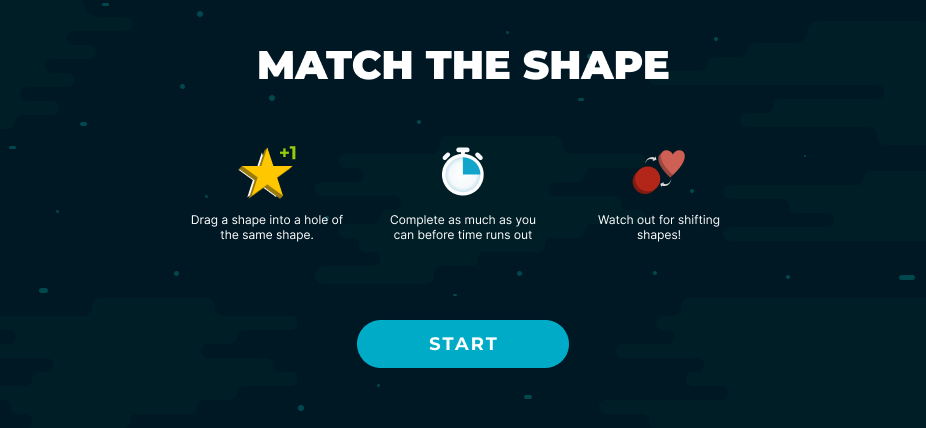 MATCH THE SHAPE
+1
Drag a shape into a hole of
the same shape.
Complete as much as you
can before time runs out
Watch out for shifting
shapes!
START